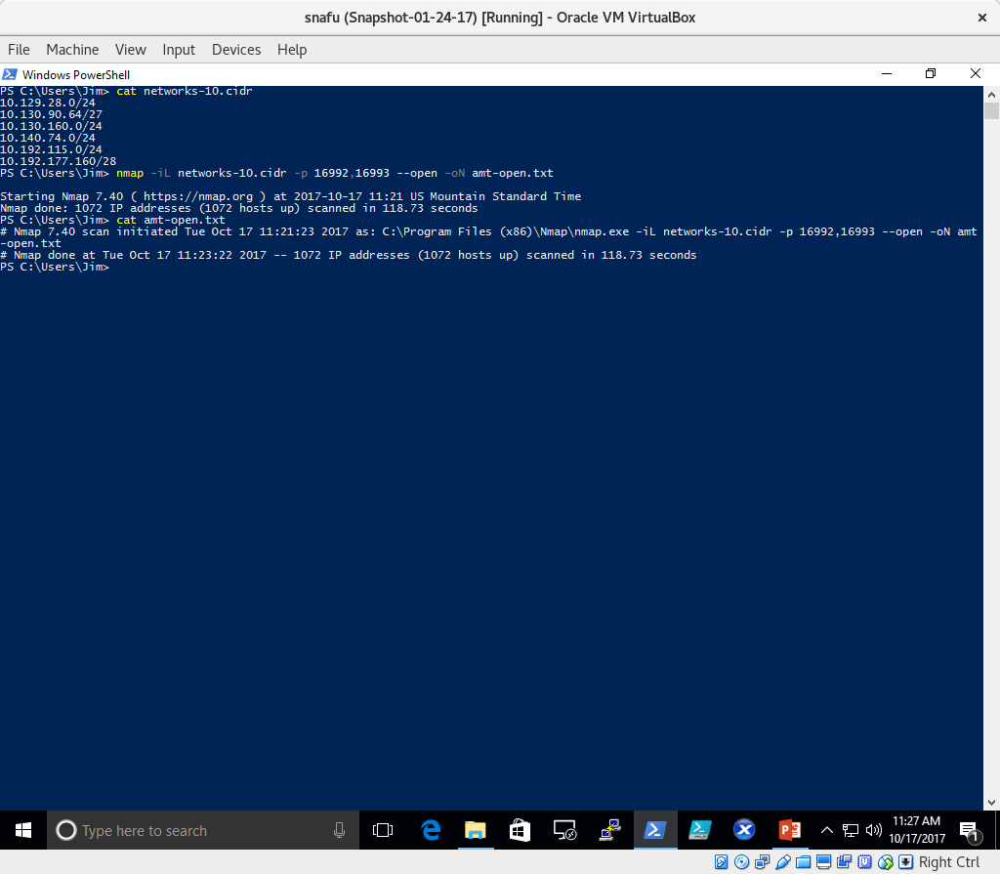 snafu (Snapshot-01-24-17) [Running] - Oracle VM VirtualBox
File Machine View Input Devices Help
Windows PowerShell
PS C:\Users\Jim> cat networks-10.cidr
10.129.28.0/24
10.130.90.64/27
10.130.160.0/24
10.140.74.0/24
10.192.115.0/24
10.192.177.160/28
PS C:\Users\Jim> nmap -iL networks-10.cidr -p 16992,16993 --open -oN amt-open.txt
Starting Nmap 7.40 ( https://nmap.org ) at 2017-10-17 11:21 US Mountain Standard Time
Nmap done: 1072 IP addresses (1072 hosts up) scanned in 118.73 seconds
PS C:\Users\Jim> cat amt-open.txt
# Nmap 7.40 scan initiated Tue Oct 17 11:21:23 2017 as: C:\Program Files (x86)\Nmap\nmap.exe -iL networks-10.cidr -p 16992,16993 --open -oN amt
-open.txt
# Nmap done at Tue Oct 17 11:23:22 2017 -- 1072 IP addresses (1072 hosts up) scanned in 118.73 seconds
PS C:\Users\Jim>
Type here to search
11:27 AM
10/17/2017
1
Right Ctrl